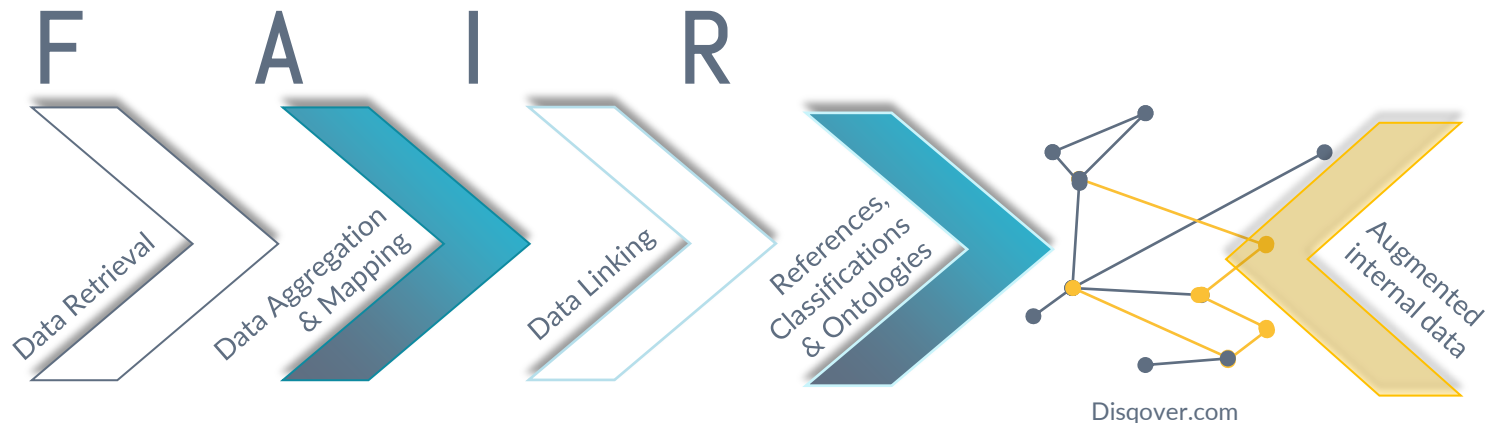 F A I R
Data Retrieval
Data Aggregation
& Mapping
Data Linking
References,
Classifications
& Ontologies
Augmented
internal data
Disqover.com